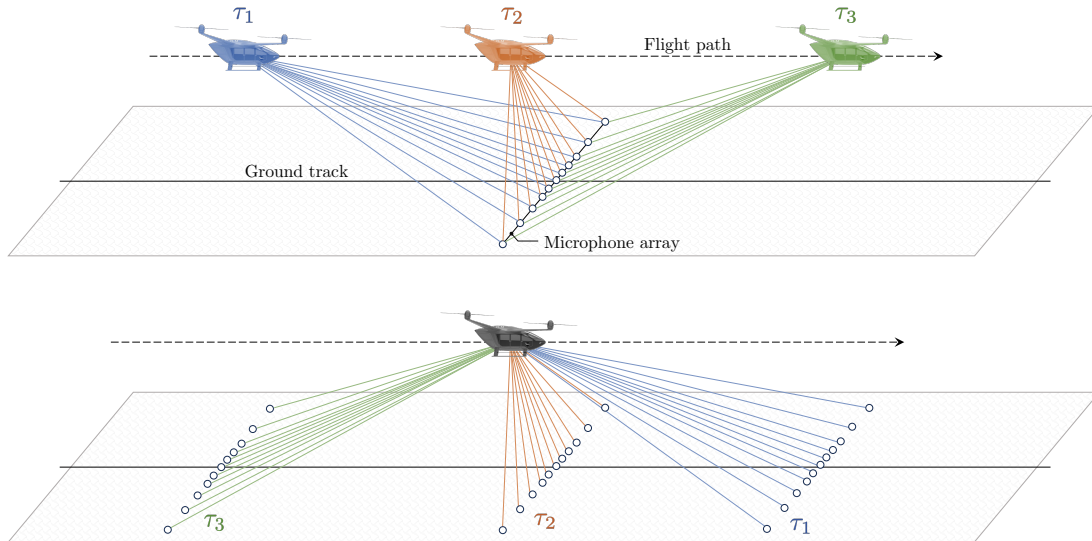 τ₁
τ₂
τ₃
Flight path
Ground track
Microphone array
τ₃
τ₂
τ₁